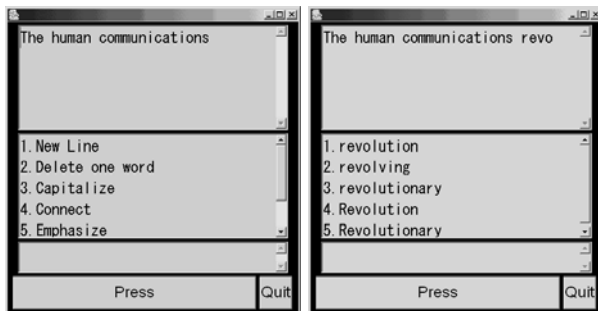 The human communications
1. New Line
2. Delete one word
3. Capitalize
4. Connect
5. Emphasize
Press
Quit
The human communications revo
1. revolution
2. revolving
3. revolutionary
4. Revolution
5. Revolutionary
Press
Quit